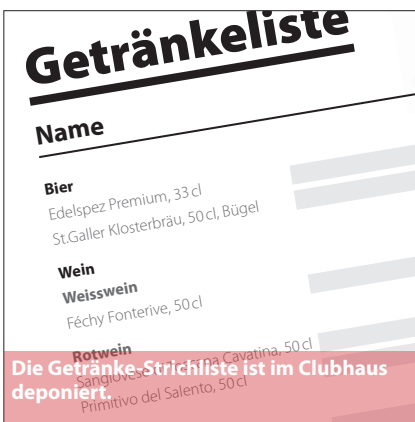 Getränkeliste
Name
Bier
Edelspez Premium, 33 cl
St.Galler Klosterbräu, 50 cl, Bügel
Wein
Weisswein
Féchy Fonterive, 50 cl
Rotwein
Sangiovese Cavatina, 50 cl
Die Getränke-Strichliste ist im Clubhaus
deponiert.
Primitivo del Salento, 50 cl